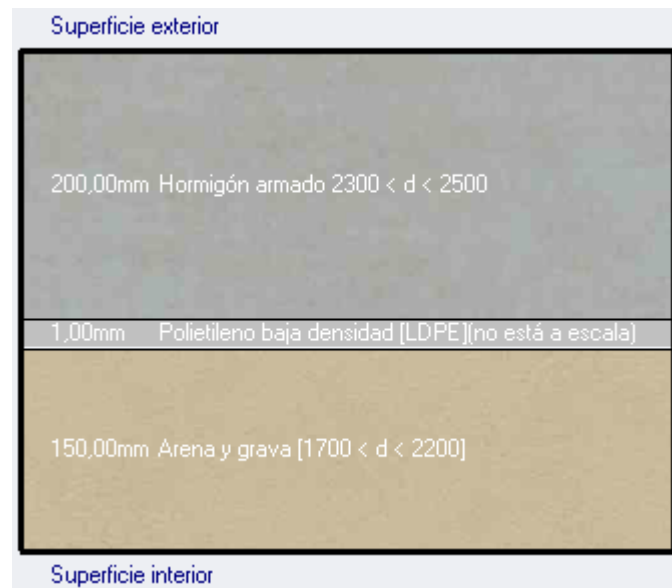 Superficie exterior
200,00mm Hormigón armado 2300 < d < 2500
1,00mm Polietileno baja densidad [LDPE](no está a escala)
150,00mm Arena y grava [1700 < d < 2200]
Superficie interior